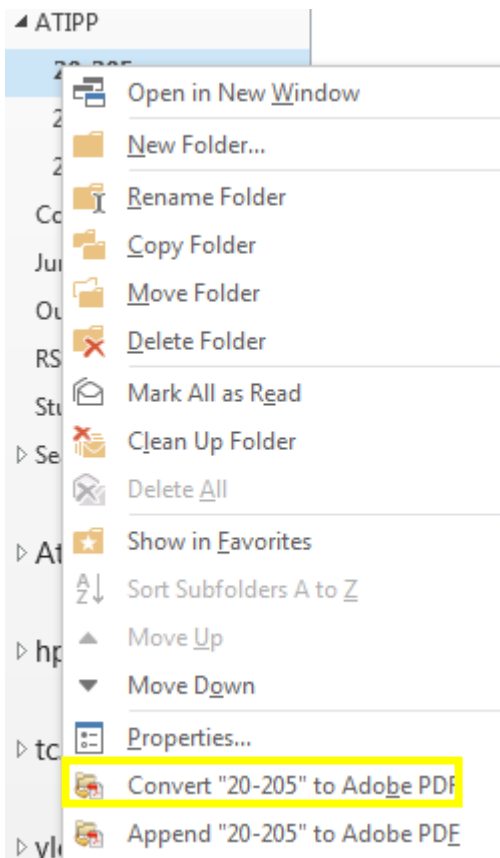 ATIPP
20-205
Open in New Window
New Folder...
Rename Folder
Copy Folder
Move Folder
Delete Folder
Mark All as Read
Clean Up Folder
Delete All
Show in Favorites
Sort Subfolders A to Z
Move Up
Move Down
Properties...
Convert "20-205" to Adobe PDF
Append "20-205" to Adobe PDF